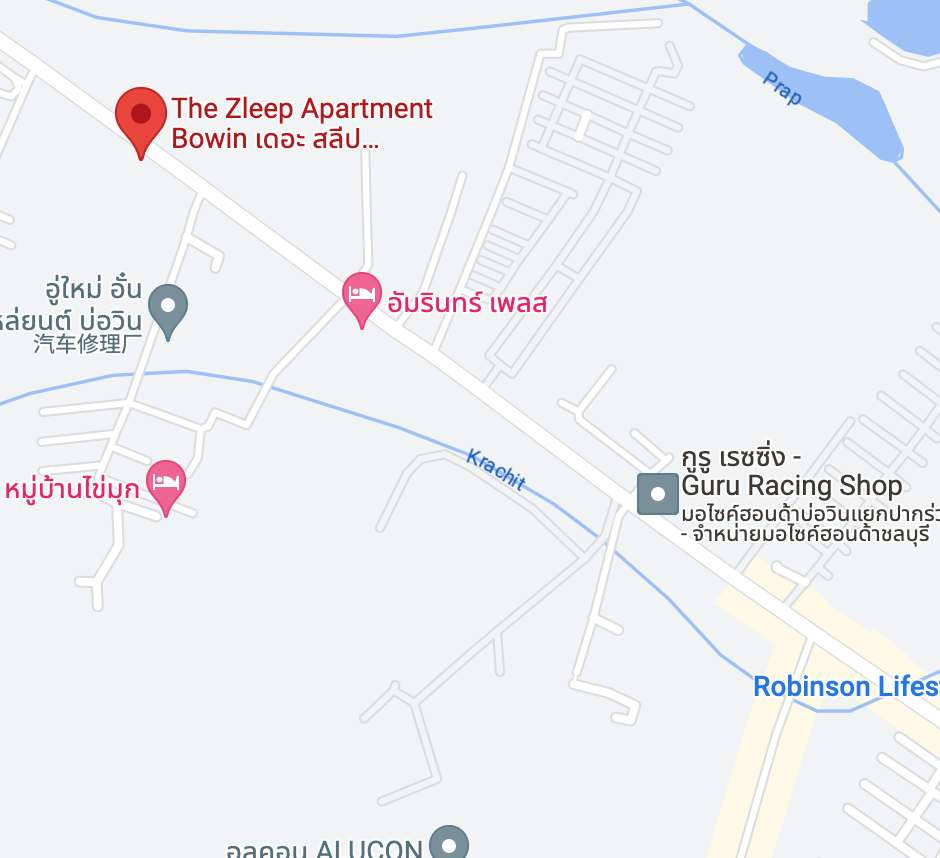 Prap
The Zleep Apartment
Bowin เดอะ สลีป...
อู่ใหม่ อั๋น
หล่ยนต์ บ่อวิน
汽车修理厂
อัมรินทร์ เพลส
Krachit
หมู่บ้านไข่มุก
กูรู เรซซิ่ง -
Guru Racing Shop
มอไซค์ฮอนด้าบ่อวินแยกปากร่ว
- จำหน่ายมอไซค์ฮอนด้าชลบุรี
Robinson Lifes
อลคอน ALUCON